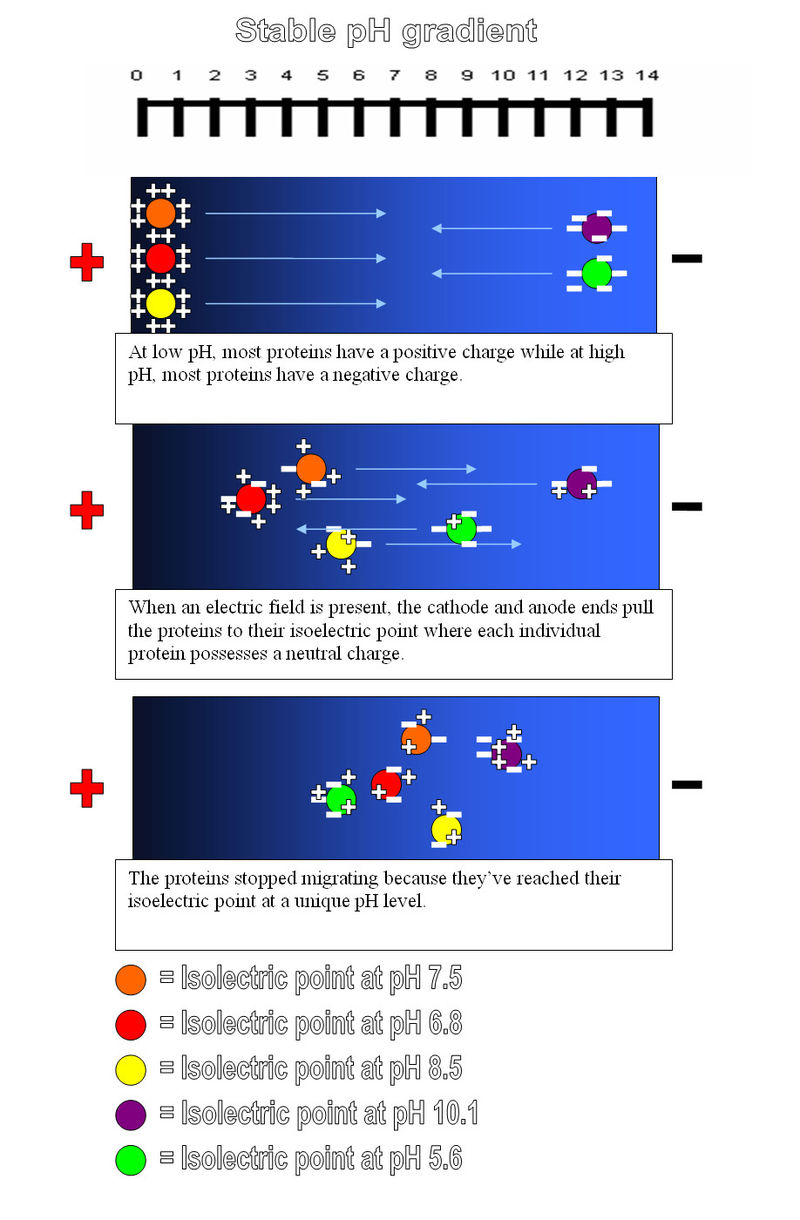 Stable pH gradient
0 1 2 3 4 5 6 7 8 9 10 11 12 13 14
At low pH, most proteins have a positive charge while at high
pH, most proteins have a negative charge.
When an electric field is present, the cathode and anode ends pull
the proteins to their isoelectric point where each individual
protein possesses a neutral charge.
The proteins stopped migrating because they've reached their
isoelectric point at a unique pH level.
= Isolectric point at pH 7.5
= Isolectric point at pH 6.8
= Isolectric point at pH 8.5
= Isolectric point at pH 10.1
= Isolectric point at pH 5.6